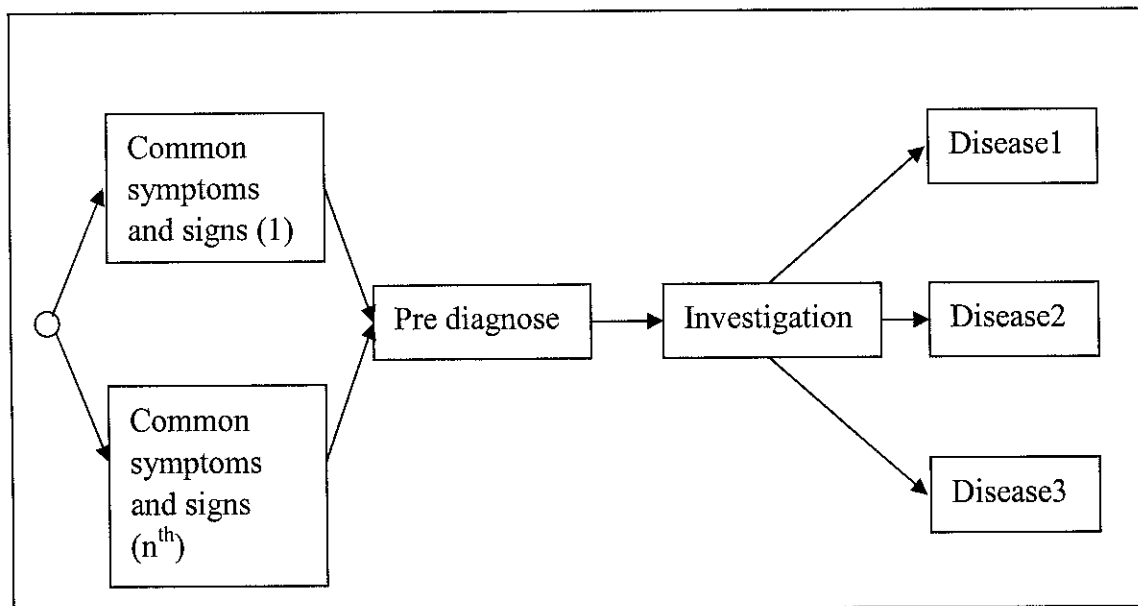 Common
symptoms
and signs (1)
Common
symptoms
and signs
(nth)
Pre diagnose
Investigation
Disease1
Disease2
Disease3